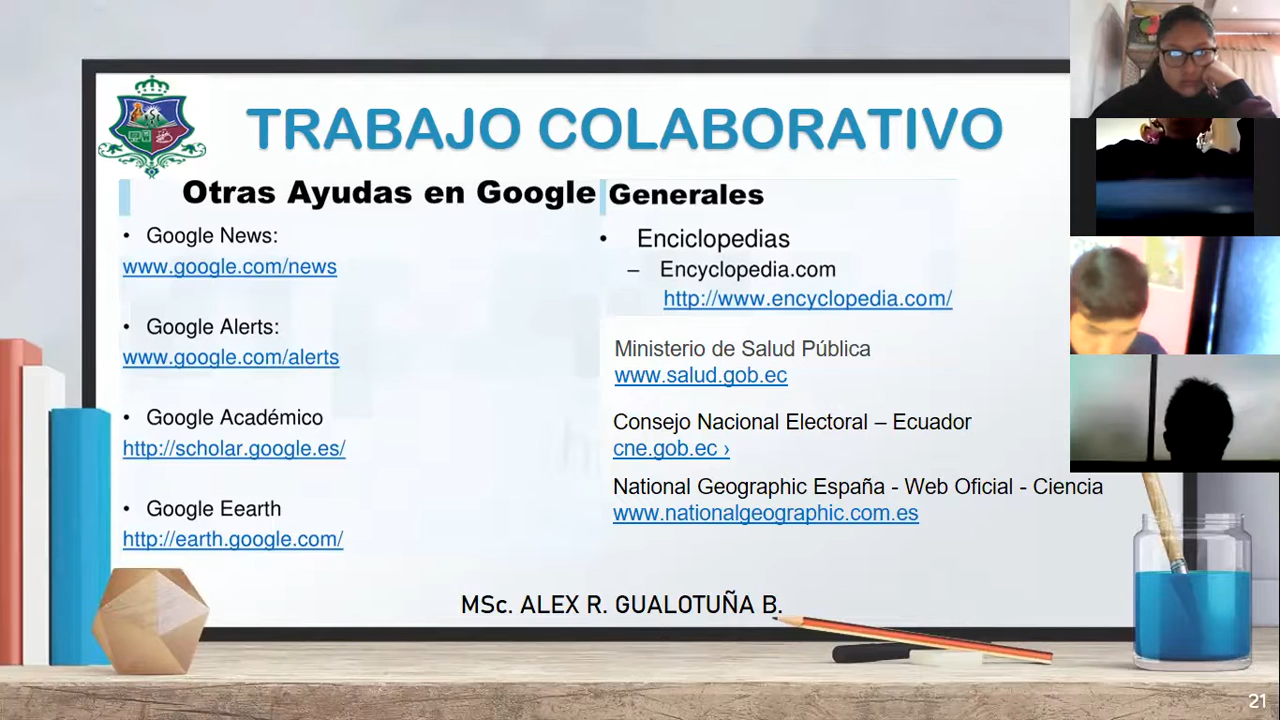 TRABAJO COLABORATIVO
Otras Ayudas en Google
• Google News:
www.google.com/news
• Google Alerts:
www.google.com/alerts
• Google Académico
http://scholar.google.es/
• Google Eearth
http://earth.google.com/
Generales
• Enciclopedias
– Encyclopedia.com
http://www.encyclopedia.com/
Ministerio de Salud Pública
www.salud.gob.ec
Consejo Nacional Electoral – Ecuador
cne.gob.ec ›
National Geographic España - Web Oficial - Ciencia
www.nationalgeographic.com.es
MSc. ALEX R. GUALOTUÑA B.
21